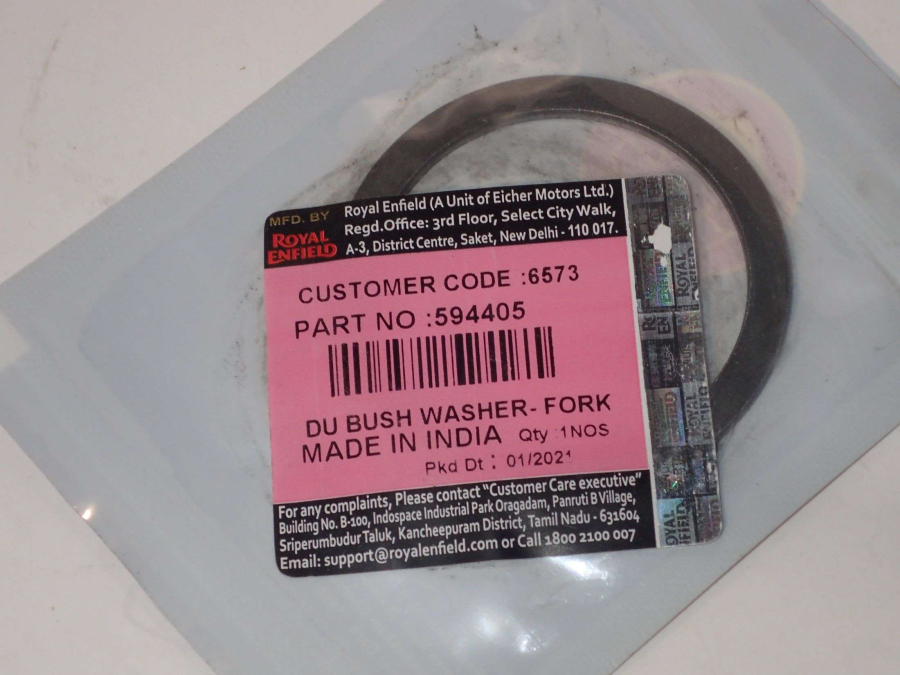 MFD. BY
ROYAL
ENFIELD
Royal Enfield (A Unit of Eicher Motors Ltd.)
Regd.Office: 3rd Floor, Select City Walk,
A-3, District Centre, Saket, New Delhi - 110 017.
CUSTOMER CODE :6573
PART NO :594405
DU BUSH WASHER- FORK
MADE IN INDIA Qty :1NOS
Pkd Dt : 01/2021
For any complaints, Please contact "Customer Care executive"
Building No. B-100, Indospace Industrial Park Oragadam, Panruti B Village,
Sriperumbudur Taluk, Kancheepuram District, Tamil Nadu - 631604
Email: support@royalenfield.com or Call 1800 2100 007
ROYAL
ENFIELD
ROYAL